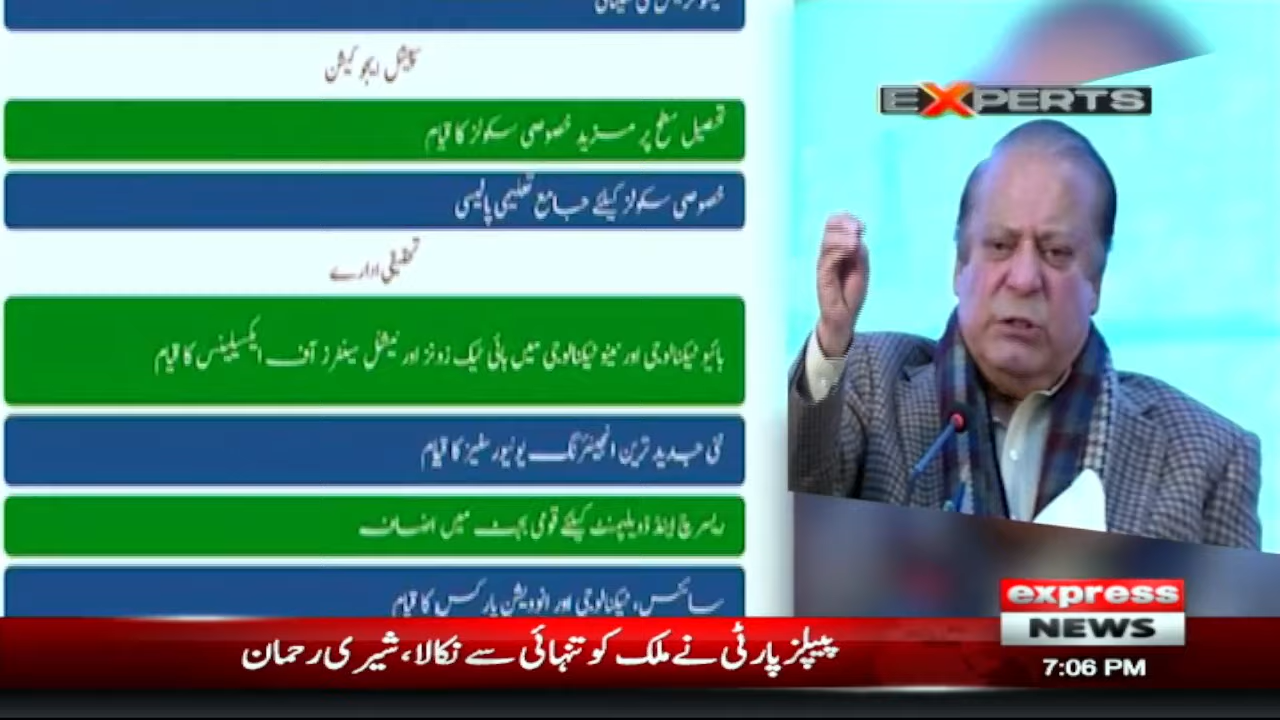 سپیشل ایجوکیشن
تحصیل سطح پر مزید خصوصی سکولز کا قیام
خصوصی سکولز کیلئے جامع تعلیمی پالیسی
تحقیقی ادارے
بائیو ٹیکنالوجی اور نینو ٹیکنالوجی میں ہائی ٹیک زونز اور نیشنل سینٹرز آف ایکسیلینس کا قیام
نئی جدید ترین انجینئرنگ یونیورسٹیز کا قیام
ریسرچ اینڈ ڈویلپمنٹ کیلئے قومی بجٹ میں اضافہ
سائنس، ٹیکنالوجی اور انوویشن پارکس کا قیام
EXPERTS
express
NEWS
7:06 PM
پیپلز پارٹی نے ملک کو تنہائی سے نکالا، شیری رحمان